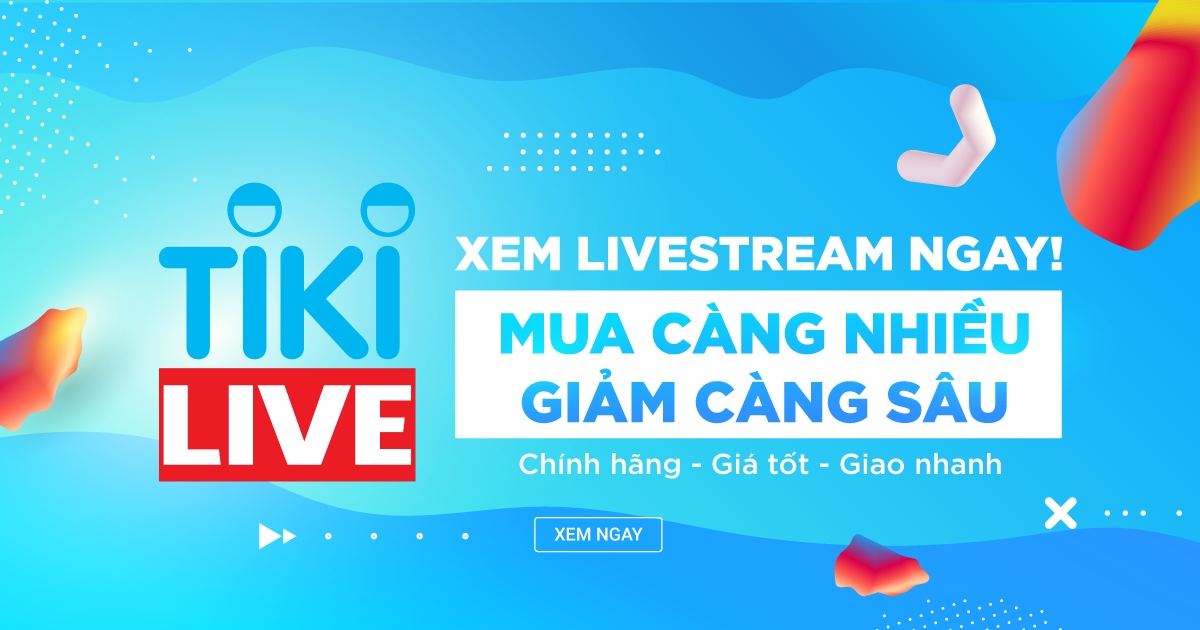 TIKI
LIVE
XEM LIVESTREAM NGAY!
MUA CÀNG NHIỀU
GIẢM CÀNG SÂU
Chính hãng - Giá tốt - Giao nhanh
XEM NGAY